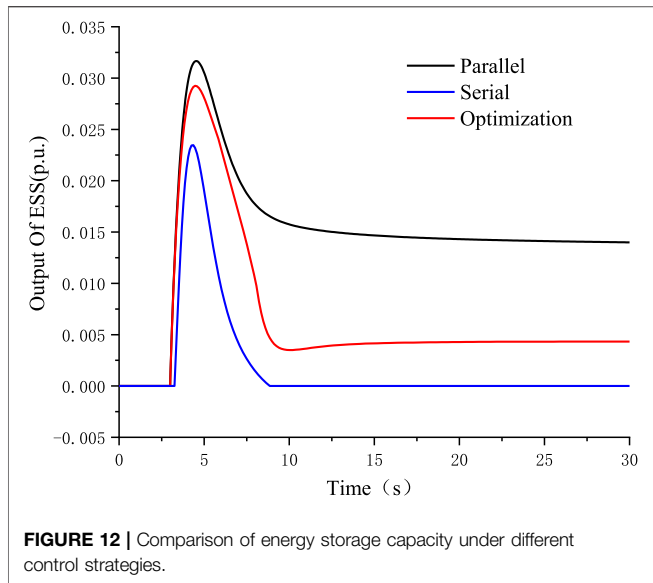 0.035
0.030
0.025
0.020
0.015
0.010
0.005
0.000
-0.005
Output Of ESS(p.u.)
Parallel
Serial
Optimization
0 5 10 15 20 25 30
Time（s）
FIGURE 12 | Comparison of energy storage capacity under different
control strategies.